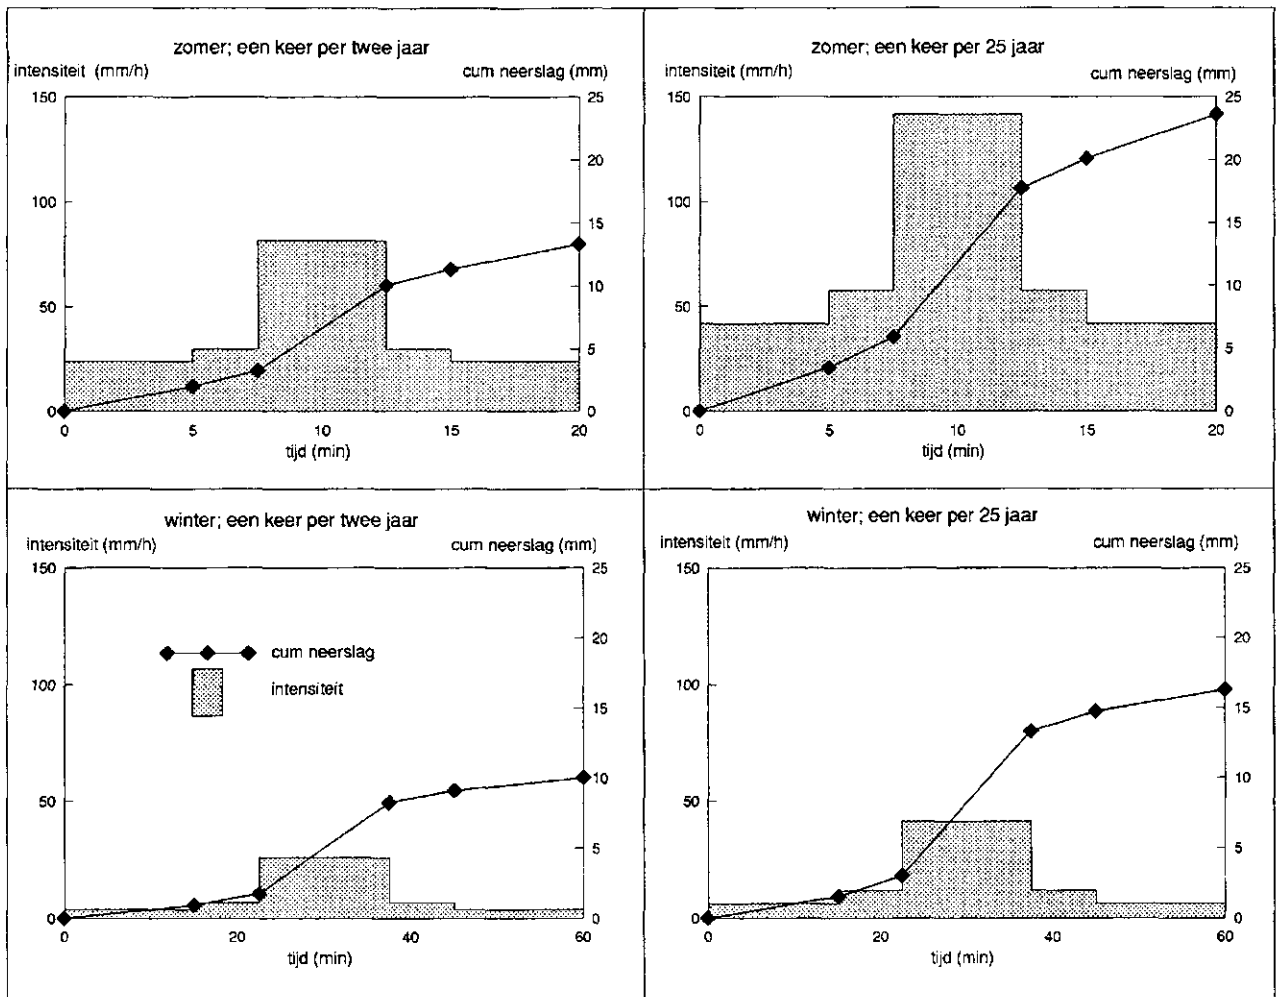 zomer; een keer per twee jaar
intensiteit (mm/h) cum neerslag (mm)
150 25
20
100
15
10
50
5
0 0
0 5 10 15 20
tijd (min)
zomer; een keer per 25 jaar
intensiteit (mm/h) cum neerslag (mm)
150 25
20
100
15
10
50
5
0 0
0 5 10 15 20
tijd (min)
winter; een keer per twee jaar
intensiteit (mm/h) cum neerslag (mm)
150 25
20
cum neerslag
intensiteit
100
15
10
50
5
0 0
0 20 40 60
tijd (min)
winter; een keer per 25 jaar
intensiteit (mm/h) cum neerslag (mm)
150 25
20
100
15
10
50
5
0 0
0 20 40 60
tijd (min)